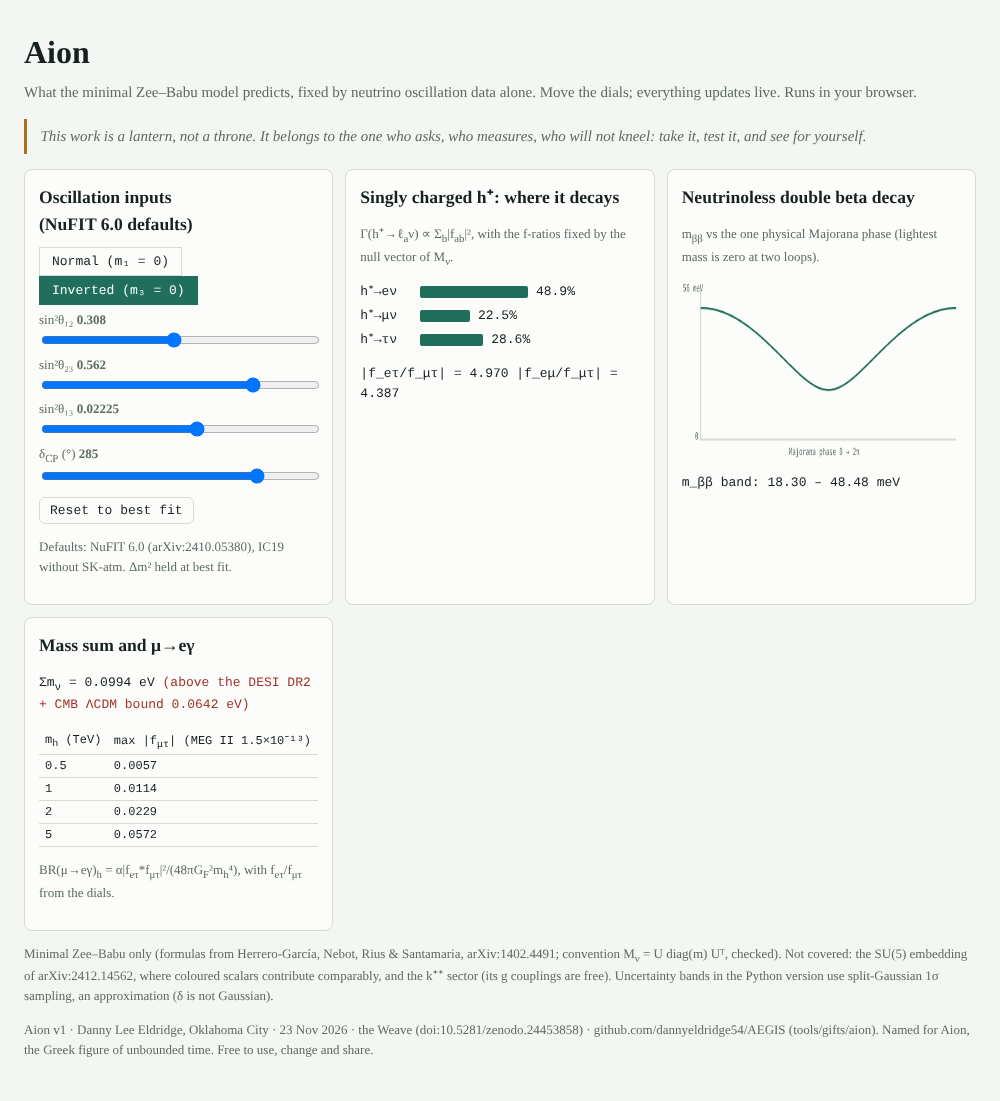 Aion
What the minimal Zee–Babu model predicts, fixed by neutrino oscillation data alone. Move the dials; everything updates live. Runs in your browser.
This work is a lantern, not a throne. It belongs to the one who asks, who measures, who will not kneel: take it, test it, and see for yourself.
Oscillation inputs
(NuFIT 6.0 defaults)
Normal (m₁ = 0)
Inverted (m₃ = 0)
sin²θ₁₂ 0.308
sin²θ₂₃ 0.562
sin²θ₁₃ 0.02225
δCP (°) 285
Reset to best fit
Defaults: NuFIT 6.0 (arXiv:2410.05380), IC19
without SK-atm. Δm² held at best fit.
Singly charged h⁺: where it decays
Γ(h⁺→ℓaν) ∝ Σb|fab|², with the f-ratios fixed by the
null vector of Mν.
h⁺→eν 48.9%
h⁺→μν 22.5%
h⁺→τν 28.6%
|f_eτ/f_μτ| = 4.970 |f_eμ/f_μτ| =
4.387
Neutrinoless double beta decay
mββ vs the one physical Majorana phase (lightest
mass is zero at two loops).
56 meV
0
Majorana phase 0 → 2π
m_ββ band: 18.30 – 48.48 meV
Mass sum and μ→eγ
Σmν = 0.0994 eV (above the DESI DR2
+ CMB ΛCDM bound 0.0642 eV)
mh (TeV) max |fμτ| (MEG II 1.5×10⁻¹³)
0.5 0.0057
1 0.0114
2 0.0229
5 0.0572
BR(μ→eγ)h = α|feτ*fμτ|²/(48πGF²mh⁴), with feτ/fμτ
from the dials.
Minimal Zee–Babu only (formulas from Herrero-García, Nebot, Rius & Santamaria, arXiv:1402.4491; convention Mν = U diag(m) Uᵀ, checked). Not covered: the SU(5) embedding
of arXiv:2412.14562, where coloured scalars contribute comparably, and the k⁺⁺ sector (its g couplings are free). Uncertainty bands in the Python version use split-Gaussian 1σ
sampling, an approximation (δ is not Gaussian).
Aion v1 · Danny Lee Eldridge, Oklahoma City · 23 Nov 2026 · the Weave (doi:10.5281/zenodo.24453858) · github.com/dannyeldridge54/AEGIS (tools/gifts/aion). Named for Aion,
the Greek figure of unbounded time. Free to use, change and share.